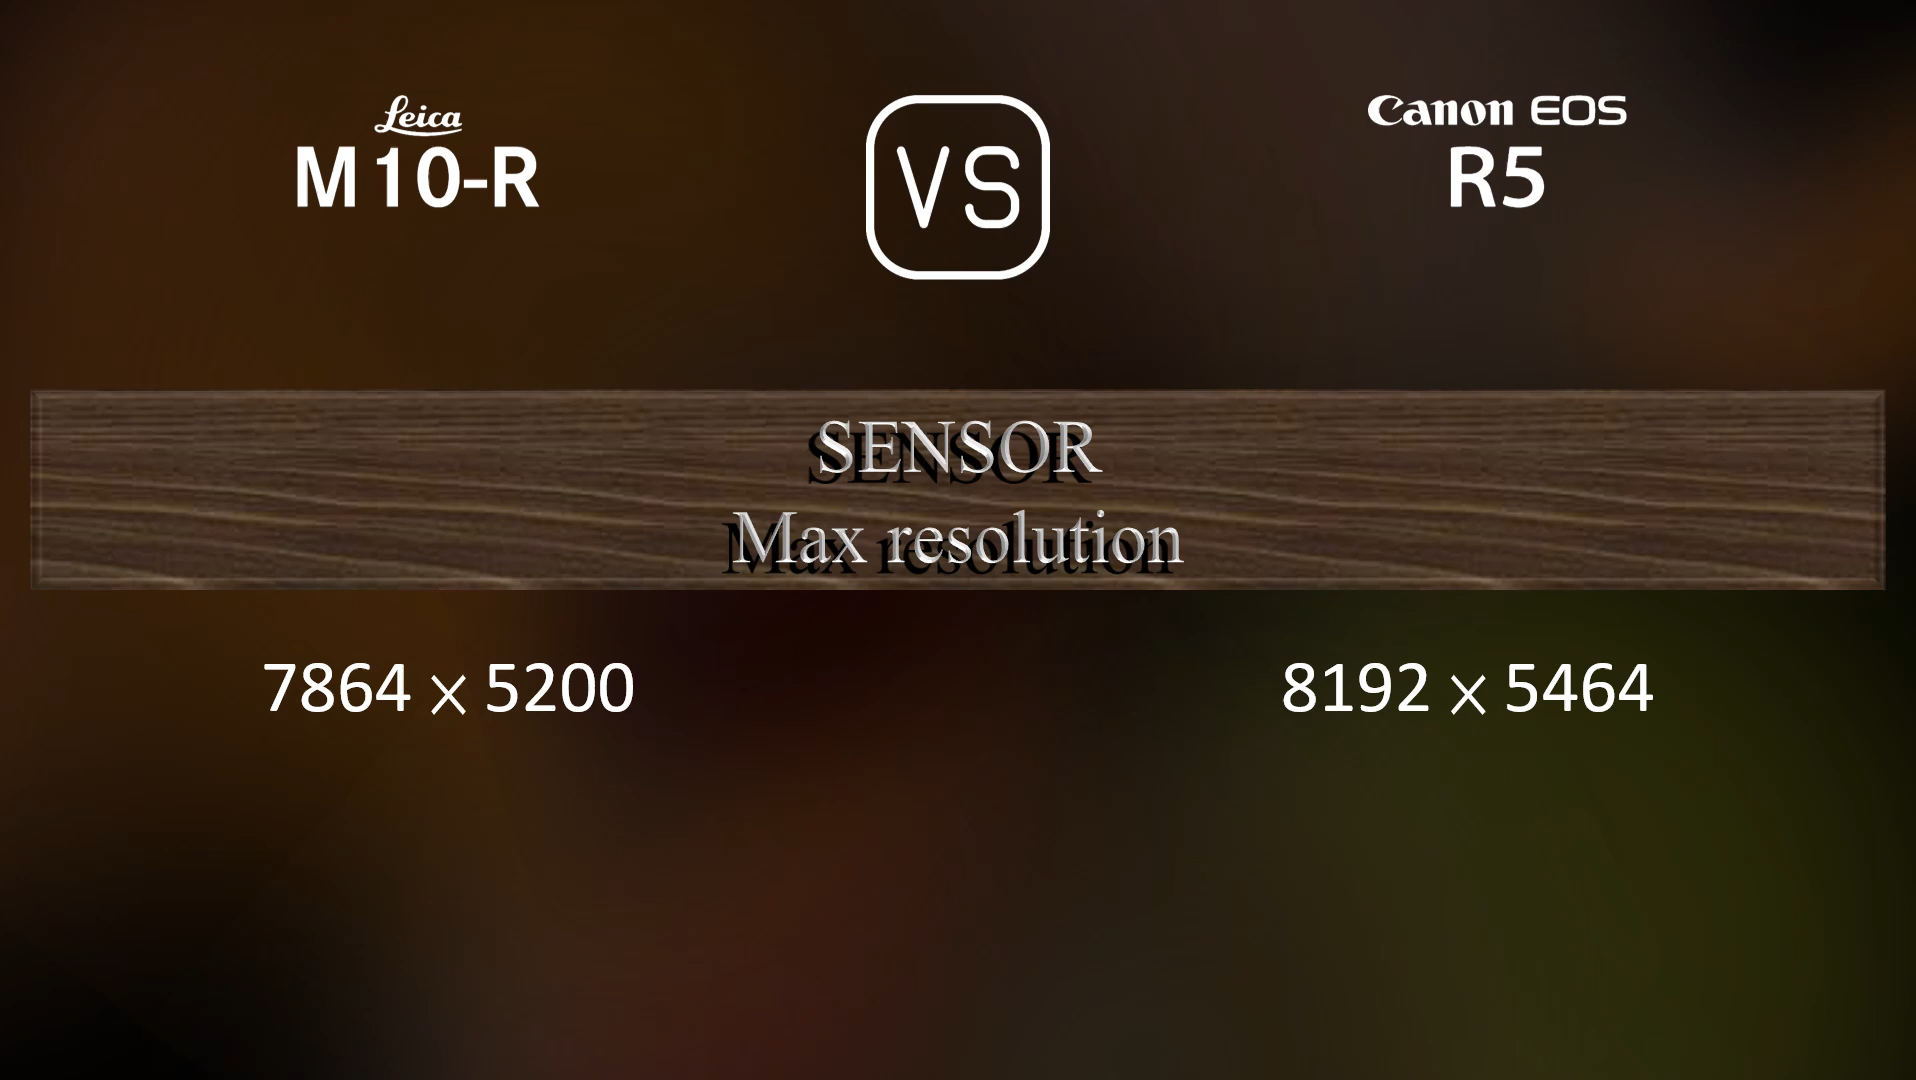 Leica
M10-R
VS
Canon EOS
R5
SENSOR
Max resolution
7864 x 5200
8192 x 5464